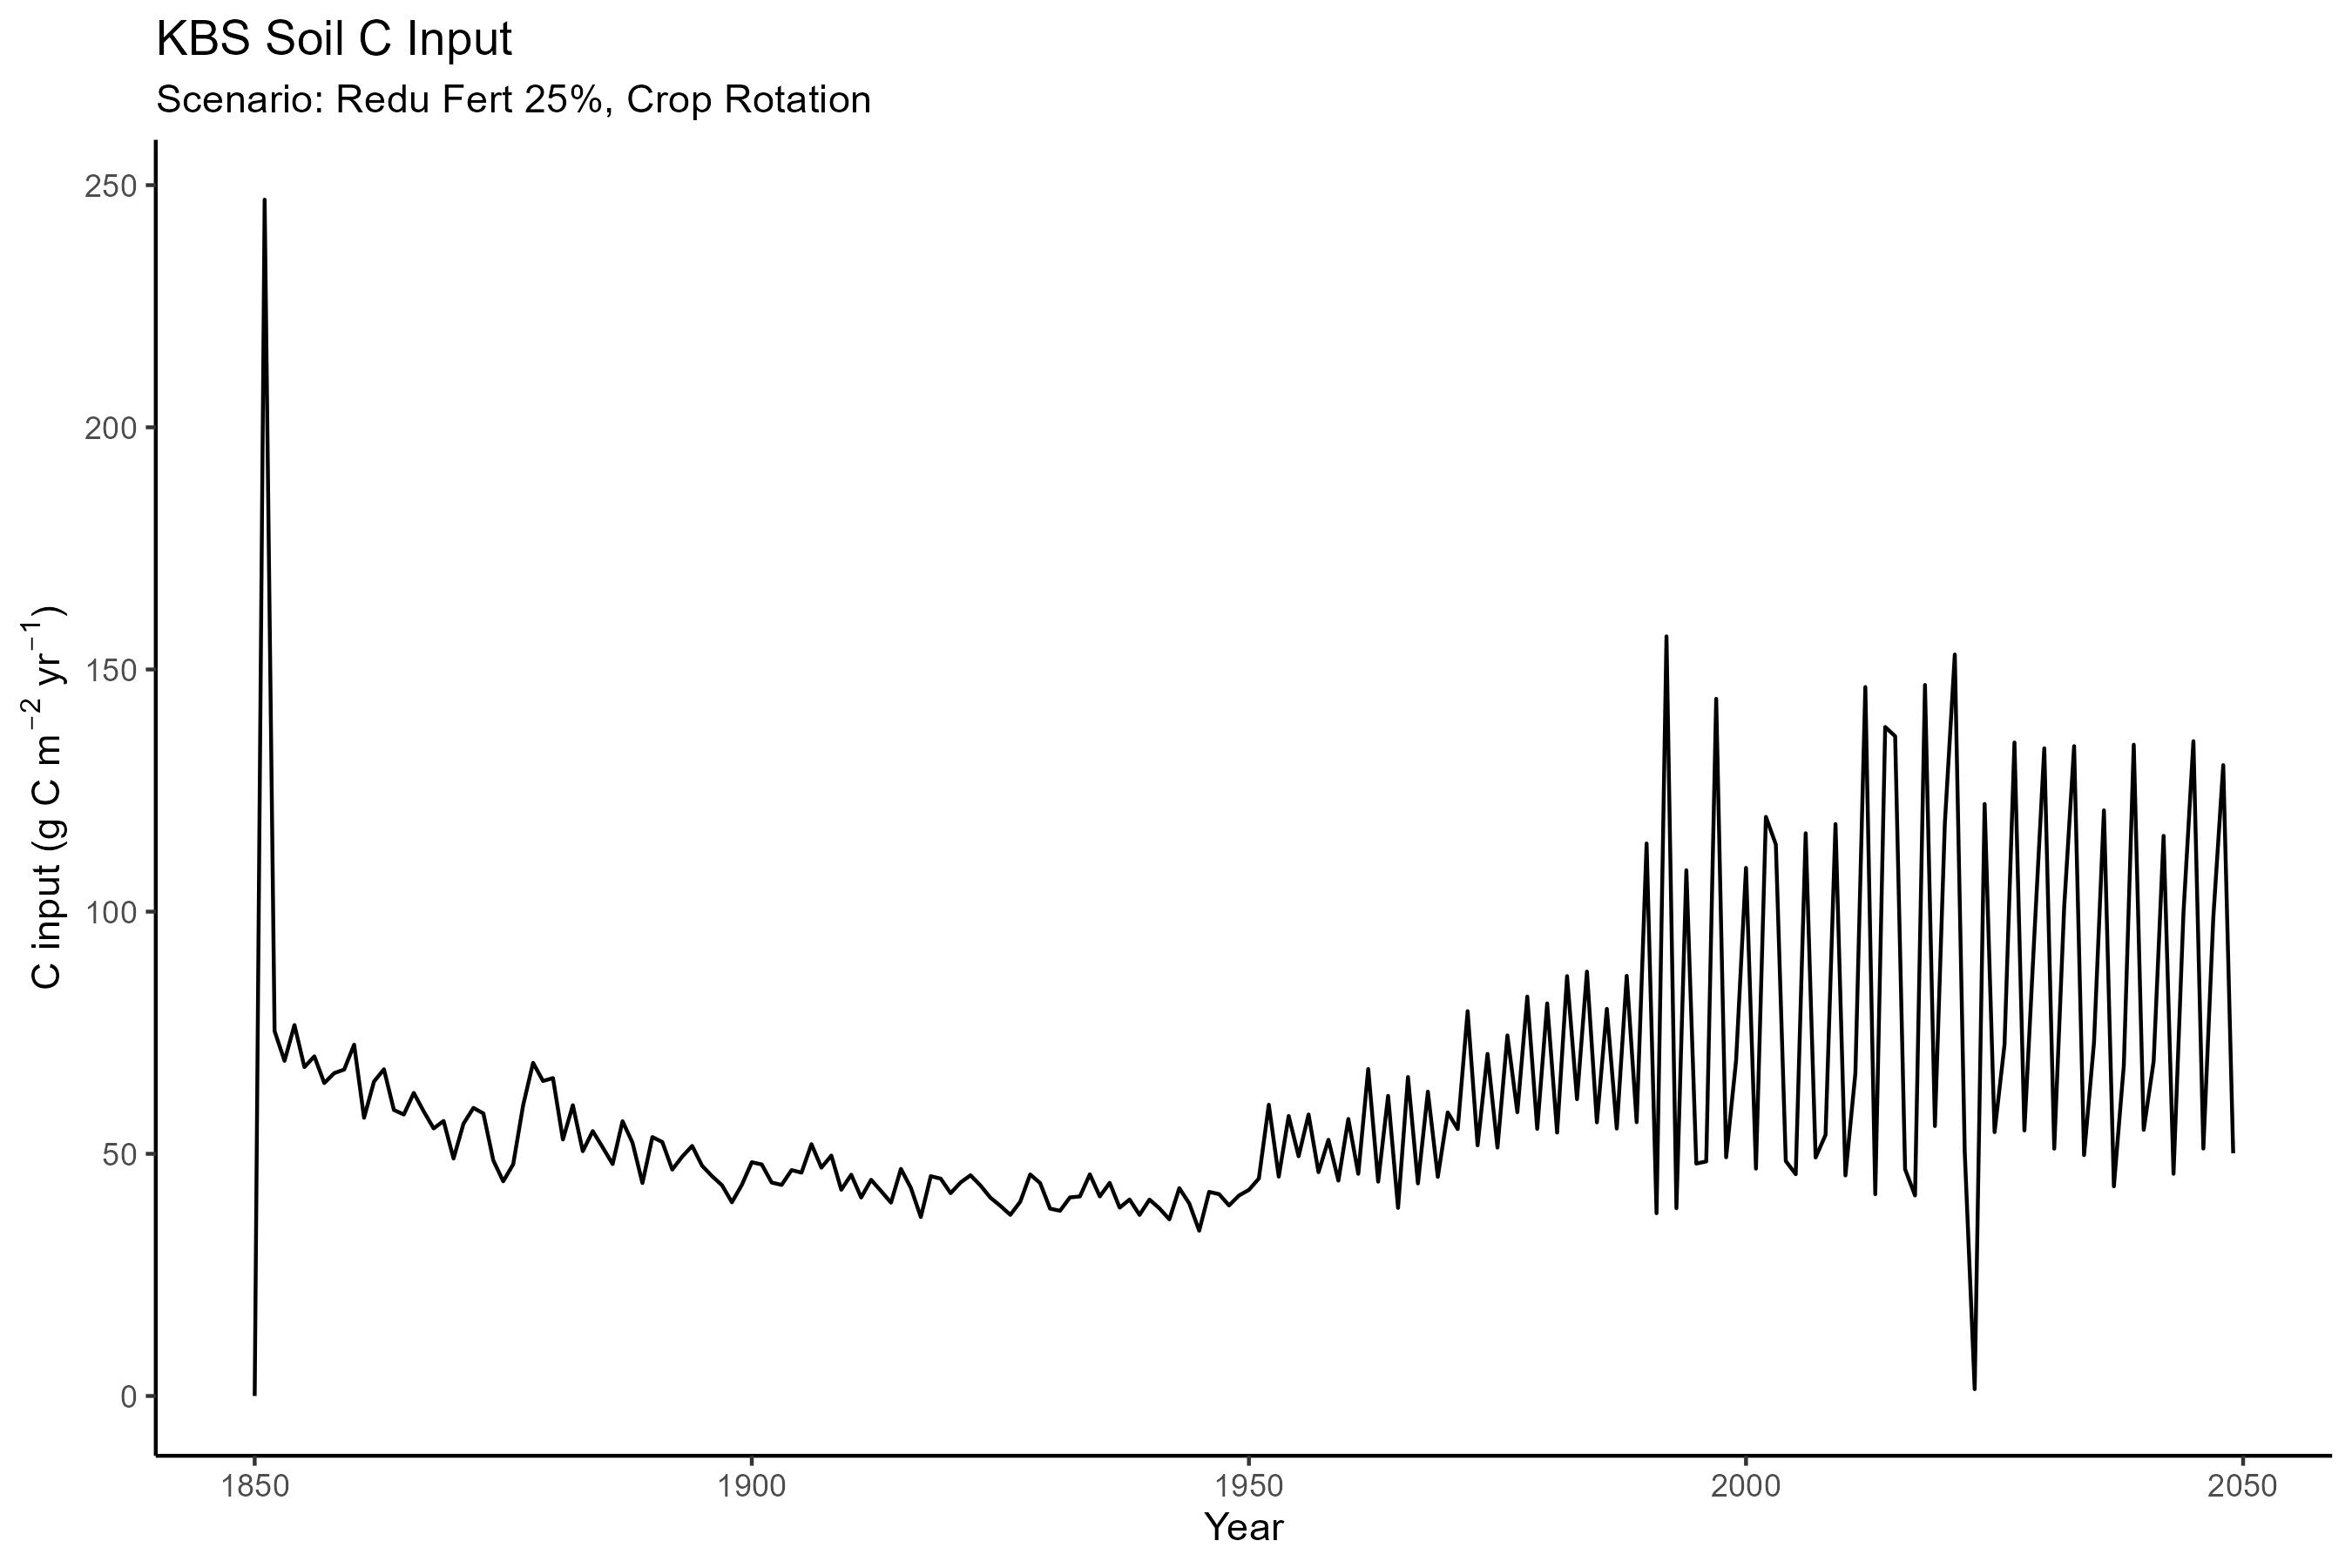 KBS Soil C Input
Scenario: Redu Fert 25%, Crop Rotation
250
200
150
100
50
0
C input (g C m⁻² yr⁻¹)
1850 1900 1950 2000 2050
Year